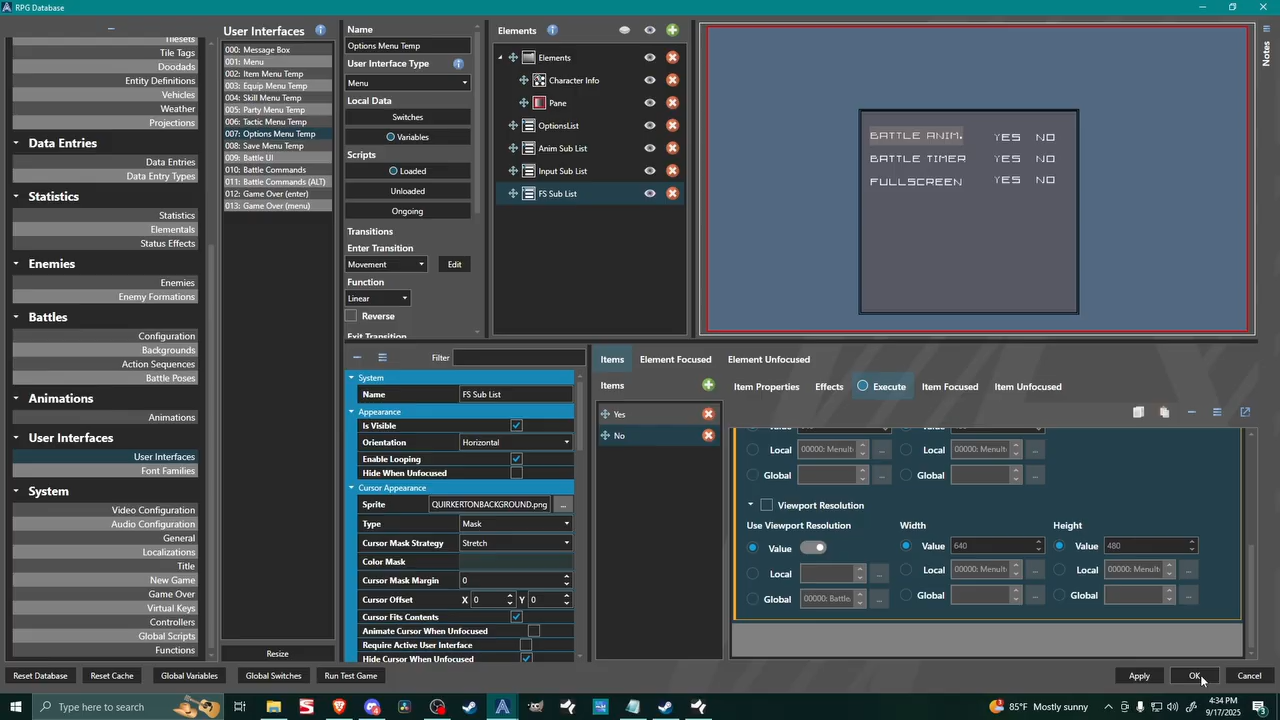 RPG Database
Tilesets
Tile Tags
Doodads
Entity Definitions
Vehicles
Weather
Projections
Data Entries
Data Entries
Data Entry Types
Statistics
Statistics
Elementals
Status Effects
Enemies
Enemies
Enemy Formations
Battles
Configuration
Backgrounds
Action Sequences
Battle Poses
Animations
Animations
User Interfaces
User Interfaces
Font Families
System
Video Configuration
Audio Configuration
General
Localizations
Title
New Game
Game Over
Virtual Keys
Controllers
Global Scripts
Functions
User Interfaces
000: Message Box
001: Menu
002: Item Menu Temp
003: Equip Menu Temp
004: Skill Menu Temp
005: Party Menu Temp
006: Tactic Menu Temp
007: Options Menu Temp
008: Save Menu Temp
009: Battle UI
010: Battle Commands
011: Battle Commands (ALT)
012: Game Over (enter)
013: Game Over (menu)
Resize
Name
Options Menu Temp
User Interface Type
Menu
Local Data
Switches
Variables
Scripts
Loaded
Unloaded
Ongoing
Transitions
Enter Transition
Movement
Edit
Function
Linear
Reverse
Exit Transition
Elements
Elements
Character Info
Pane
OptionsList
Anim Sub List
Input Sub List
FS Sub List
BATTLE ANIM. YES NO
BATTLE TIMER YES NO
FULLSCREEN YES NO
Notes
Filter
System
Name FS Sub List
Appearance
Is Visible
Orientation Horizontal
Enable Looping
Hide When Unfocused
Cursor Appearance
Sprite QUIRKERTONBACKGROUND.png ...
Type Mask
Cursor Mask Strategy Stretch
Color Mask
Cursor Mask Margin 0
Cursor Offset X 0 Y 0
Cursor Fits Contents
Animate Cursor When Unfocused
Require Active User Interface
Hide Cursor When Unfocused
Items Element Focused Element Unfocused
Items
Yes
No
Item Properties Effects Execute Item Focused Item Unfocused
Value Value
Local 00000: Menult ... Local 00000: Menult ...
Global ... Global ...
Viewport Resolution
Use Viewport Resolution Width Height
Value Value 640 Value 480
Local ... Local 00000: Menult ... Local 00000: Menult ...
Global 00000: Battle. ... Global ... Global ...
Reset Database Reset Cache Global Variables Global Switches Run Test Game Apply OK Cancel
Type here to search
85°F Mostly sunny
4:34 PM
9/17/2025